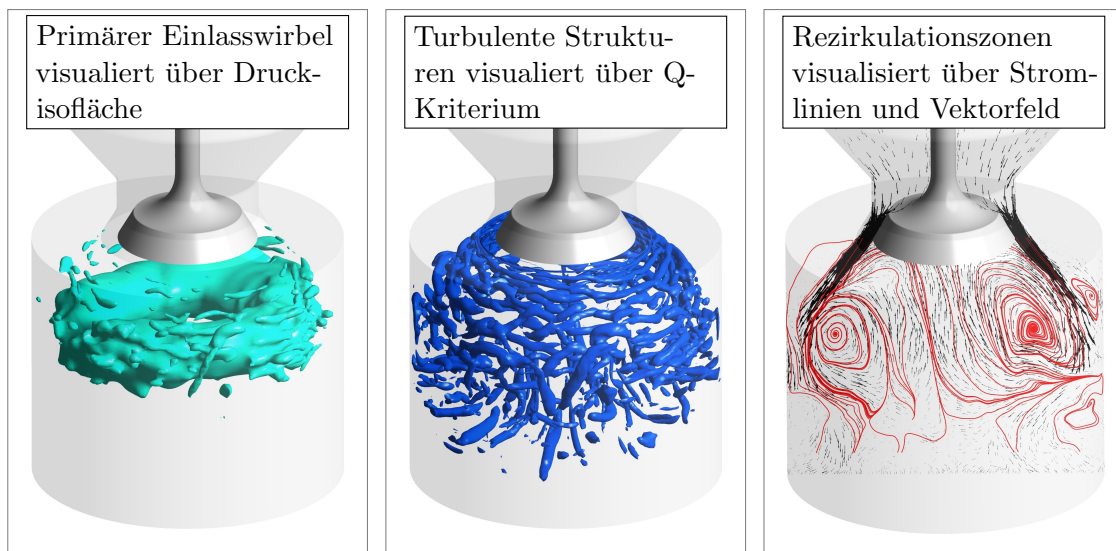 Primärer Einlasswirbel
visualiert über Druck-
isofläche
Turbulente Struktu-
ren visualiert über Q-
Kriterium
Rezirkulationszonen
visualisiert über Strom-
linien und Vektorfeld